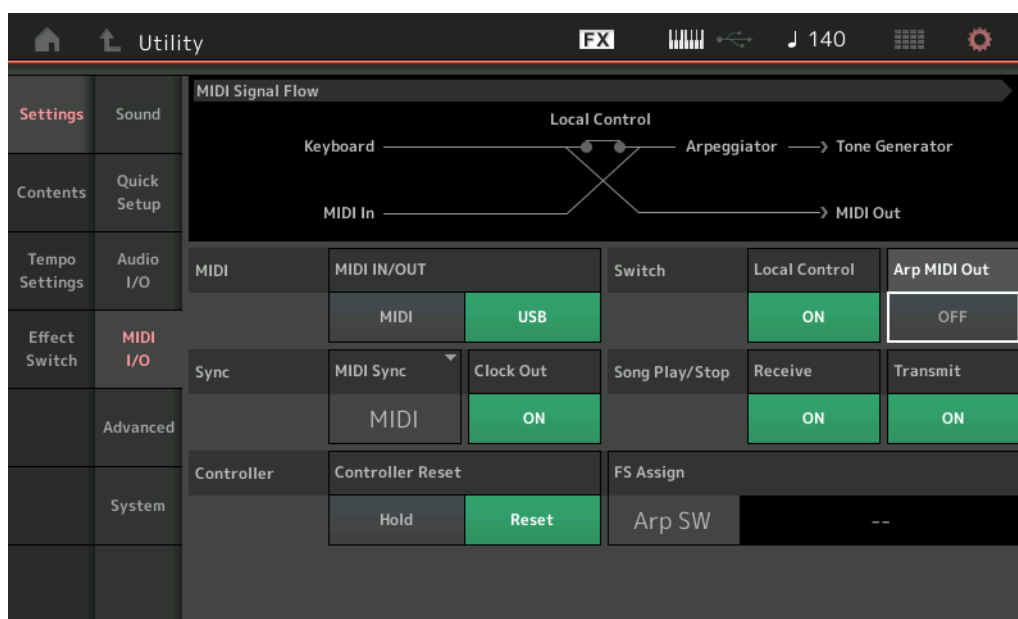 Utility
FX
♩ 140
Settings
Contents
Tempo
Settings
Effect
Switch
Sound
Quick
Setup
Audio
I/O
MIDI
I/O
Advanced
System
MIDI Signal Flow
Local Control
Keyboard
Arpeggiator
Tone Generator
MIDI In
MIDI Out
MIDI
MIDI IN/OUT
MIDI
USB
Switch
Local Control
ON
Arp MIDI Out
OFF
Sync
MIDI Sync
MIDI
Clock Out
ON
Song Play/Stop
Receive
ON
Transmit
ON
Controller
Controller Reset
Hold
Reset
FS Assign
Arp SW
--